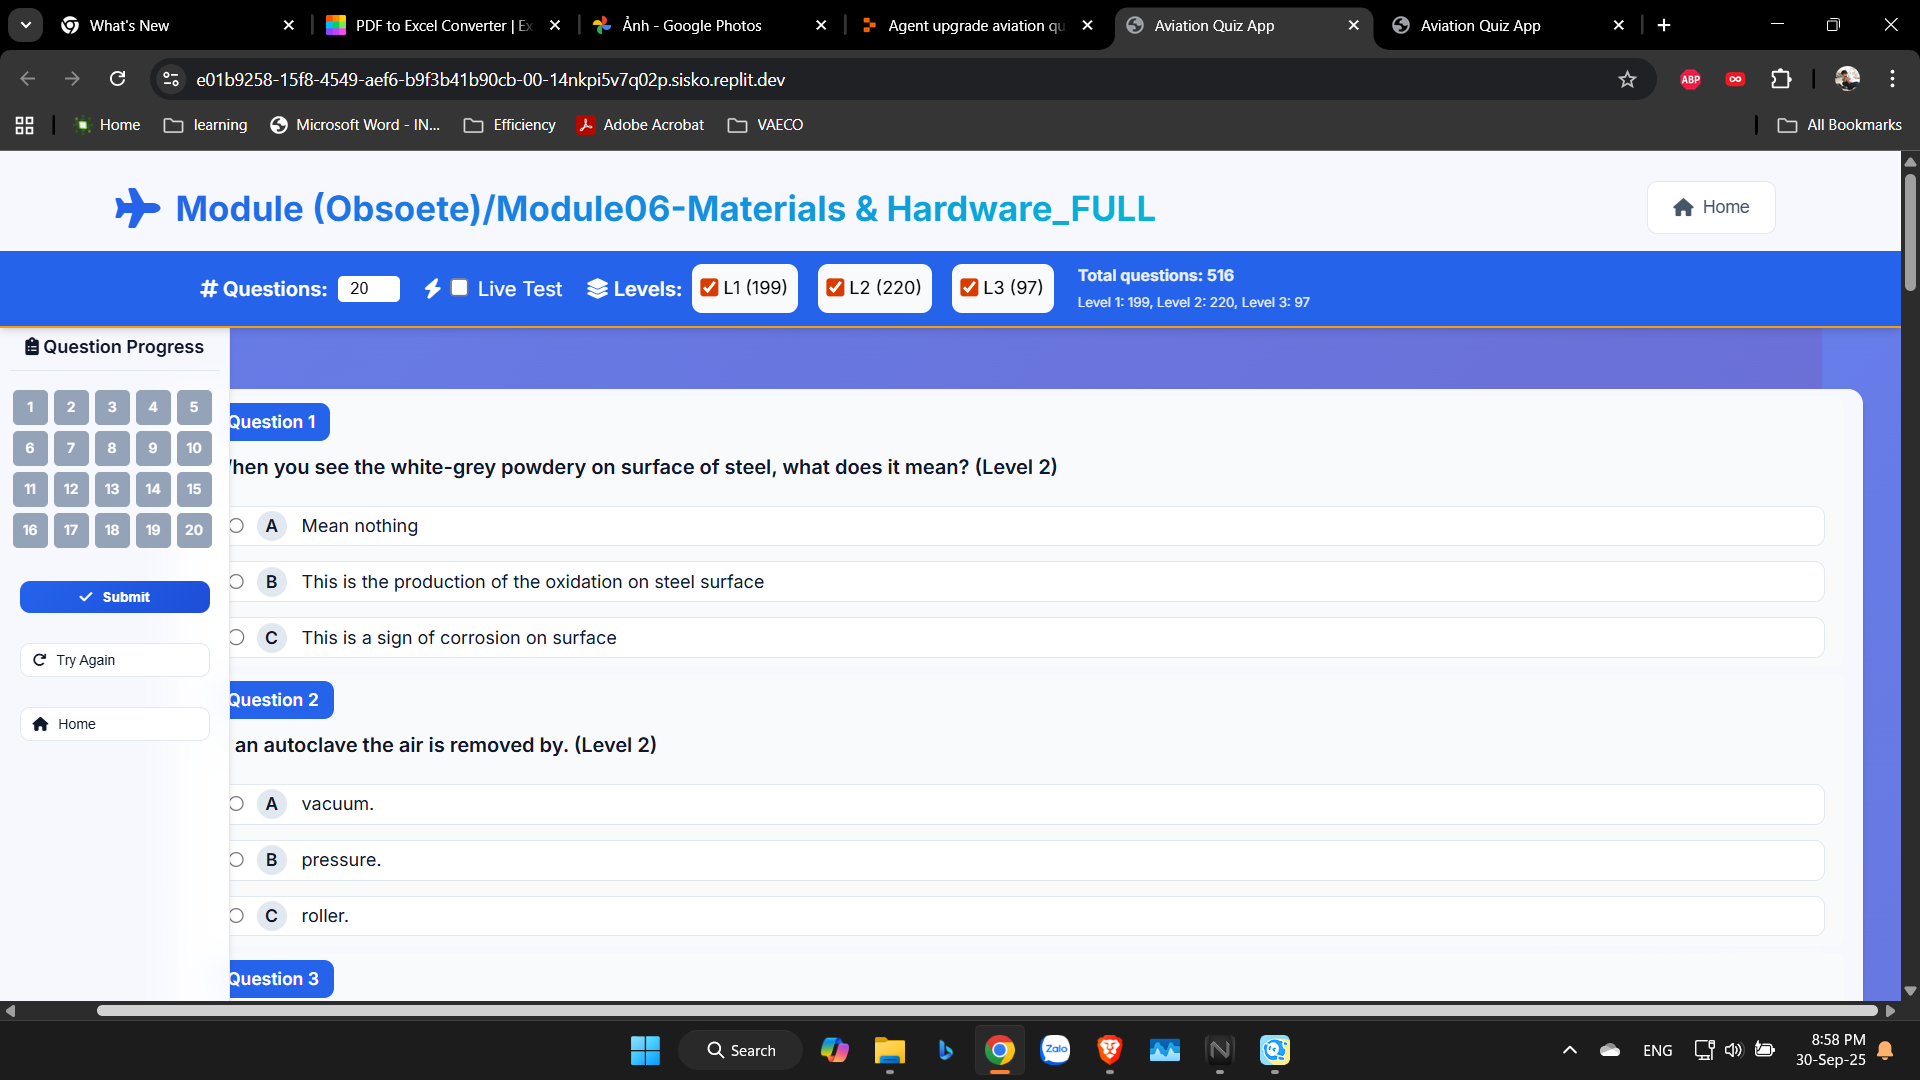 What's New
PDF to Excel Converter | Ex
Ảnh - Google Photos
Agent upgrade aviation qu
Aviation Quiz App
Aviation Quiz App
e01b9258-15f8-4549-aef6-b9f3b41b90cb-00-14nkpi5v7q02p.sisko.replit.dev
ABP
Home
learning
Microsoft Word - IN...
Efficiency
Adobe Acrobat
VAECO
All Bookmarks
Module (Obsoete)/Module06-Materials & Hardware_FULL
Home
# Questions: 20
Live Test
Levels:
L1 (199)
L2 (220)
L3 (97)
Total questions: 516
Level 1: 199, Level 2: 220, Level 3: 97
Question Progress
1 2 3 4 5
6 7 8 9 10
11 12 13 14 15
16 17 18 19 20
Submit
Try Again
Home
Question 1
hen you see the white-grey powdery on surface of steel, what does it mean? (Level 2)
A Mean nothing
B This is the production of the oxidation on steel surface
C This is a sign of corrosion on surface
Question 2
an autoclave the air is removed by. (Level 2)
A vacuum.
B pressure.
C roller.
Question 3
Search
Zalo
ENG
8:58 PM
30-Sep-25